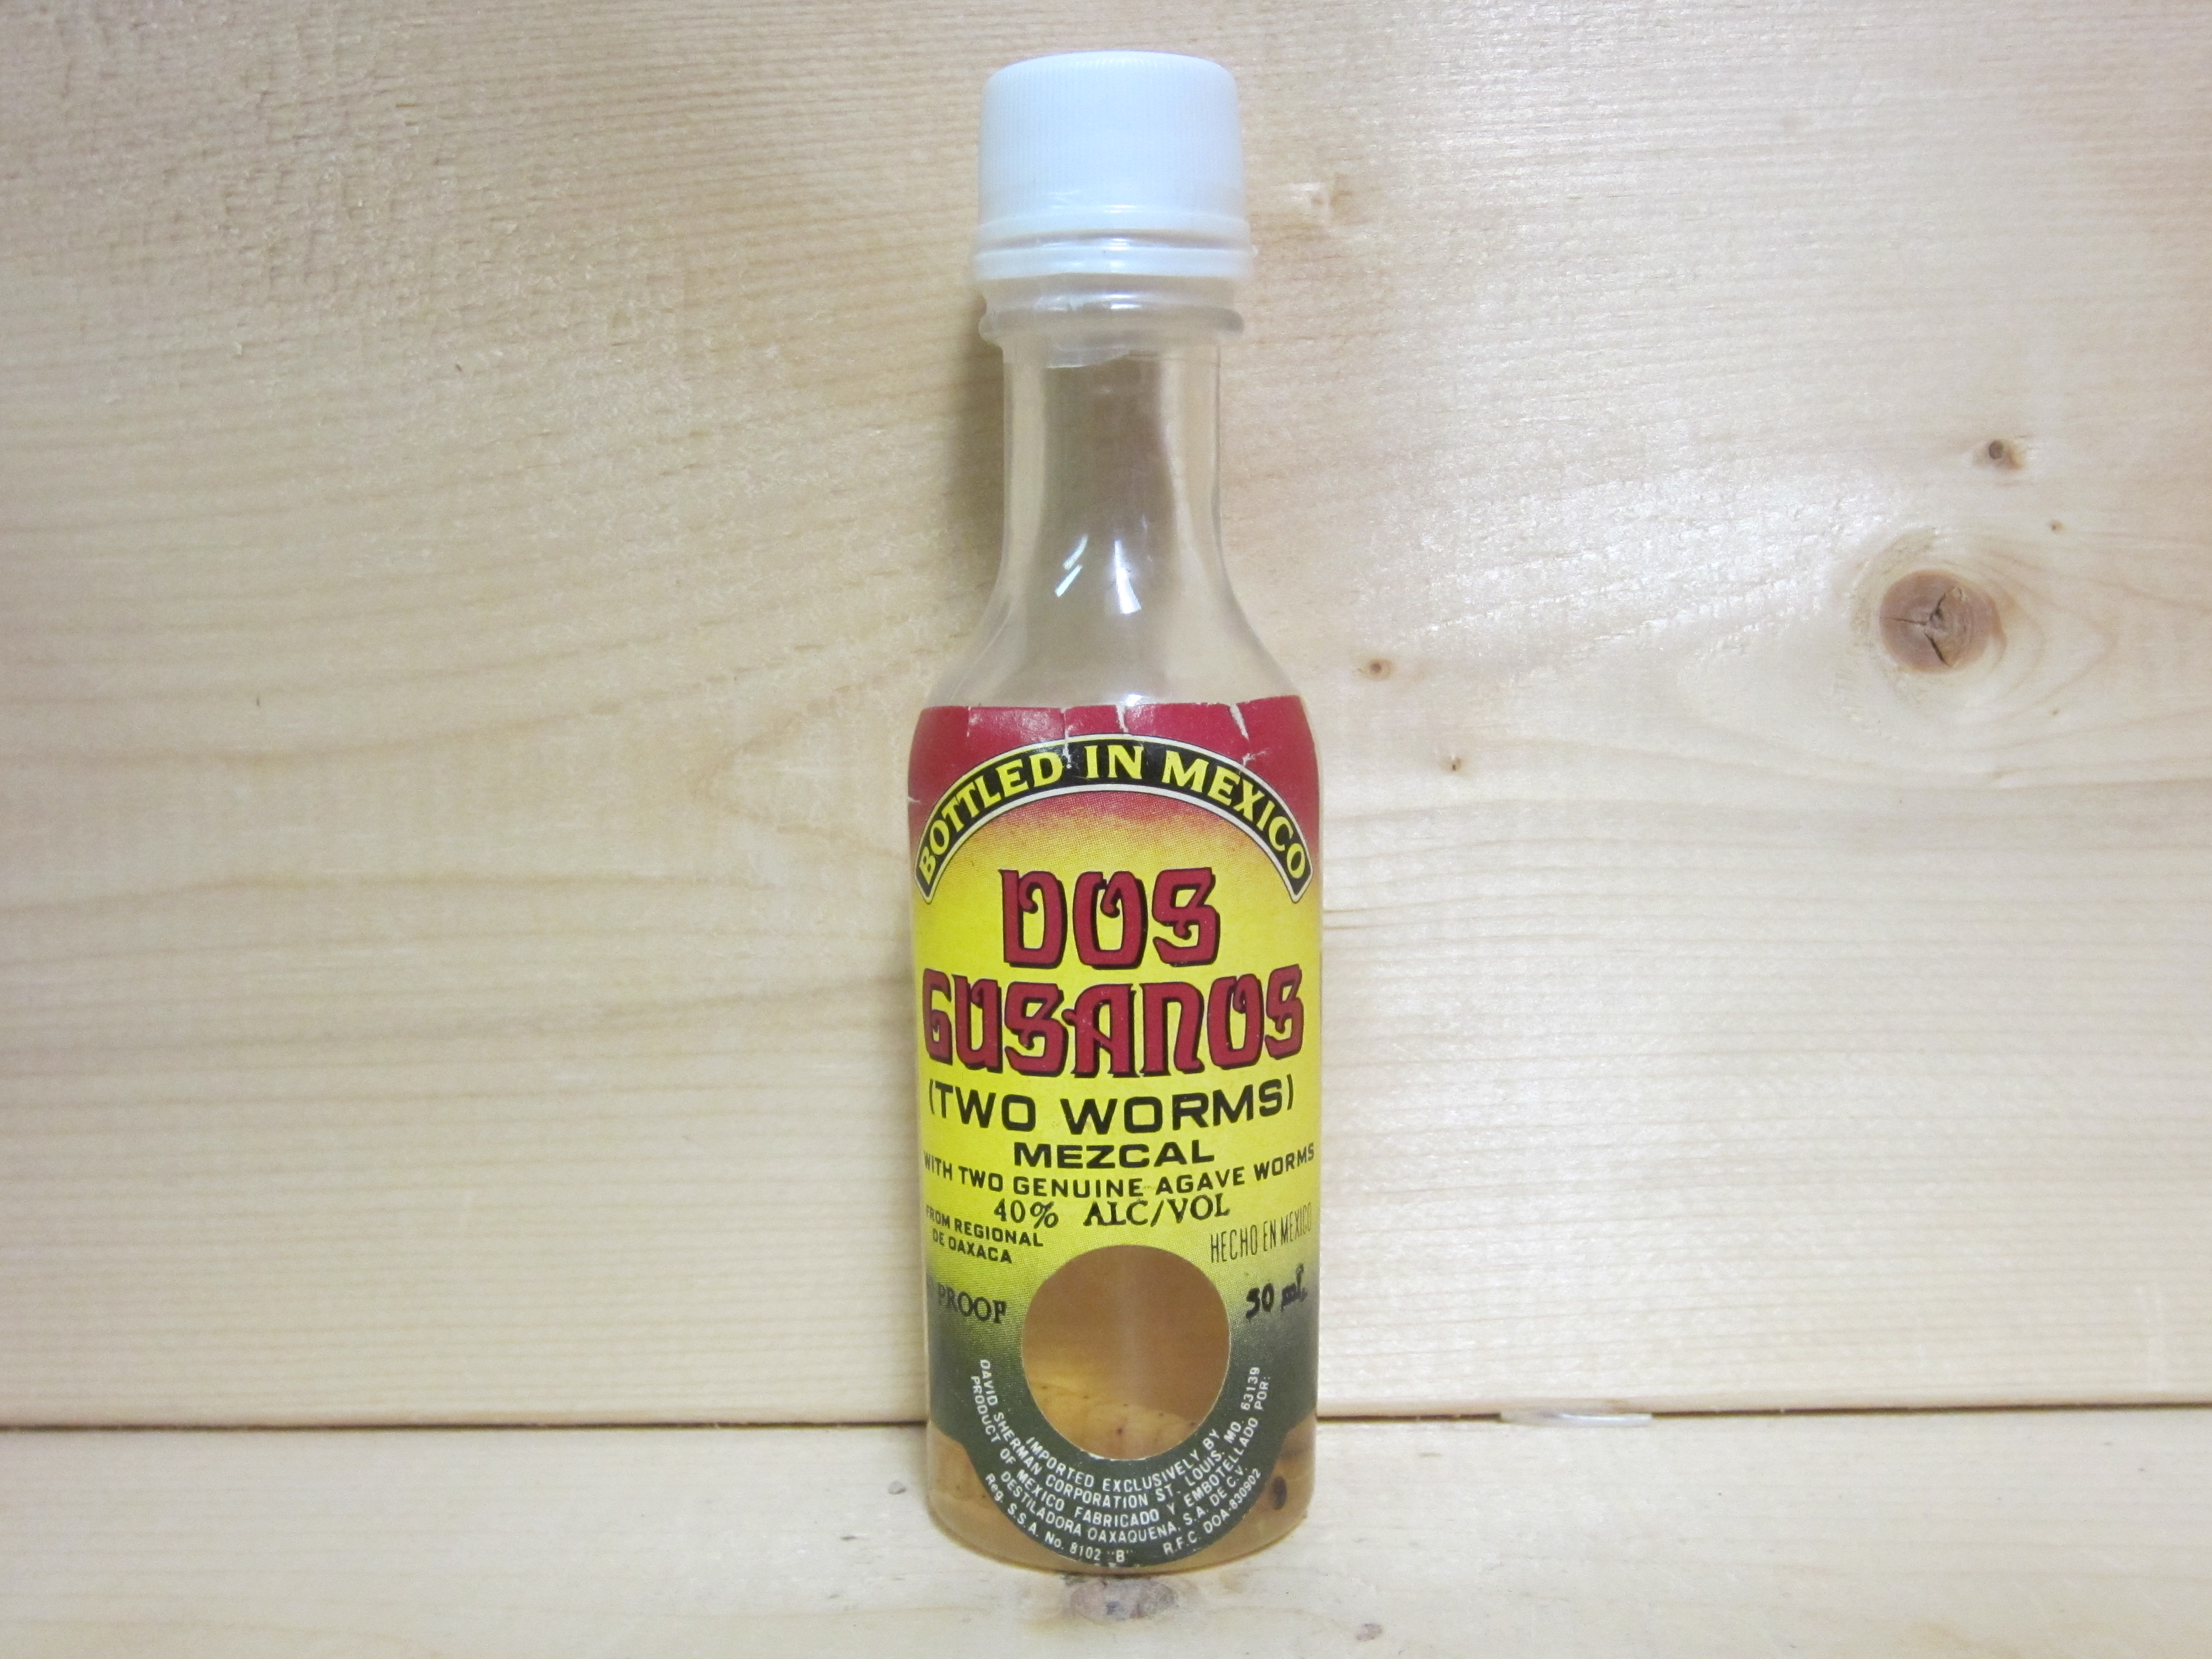 BOTTLED IN MEXICO
DOS
GUSANOS
(TWO WORMS)
MEZCAL
WITH TWO GENUINE AGAVE WORMS
40% ALC/VOL
FROM REGIONAL
DE OAXACA
HECHO EN MEXICO
PROOF
50 ml.
IMPORTED EXCLUSIVELY BY
DAVID SHERMAN CORPORATION ST. LOUIS, MO. 63139
PRODUCT OF MEXICO FABRICADO Y EMBOTELLADO POR:
DESTILADORA OAXAQUENA, S.A. DE C.V.
Reg. S.S.A. No. 8102 "B" R.F.C. DOA-830902